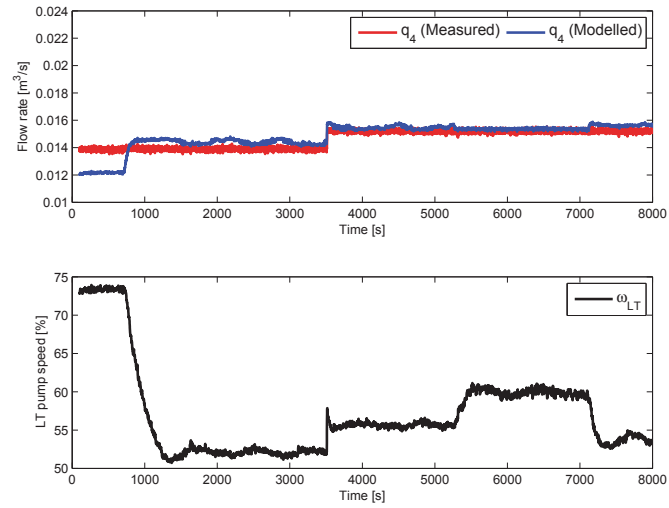 0.024
0.022
0.02
0.018
0.016
0.014
0.012
0.01
Flow rate [m³/s]
q₄ (Measured) q₄ (Modelled)
0 1000 2000 3000 4000 5000 6000 7000 8000
Time [s]
75
70
65
60
55
50
LT pump speed [%]
ω_LT
0 1000 2000 3000 4000 5000 6000 7000 8000
Time [s]